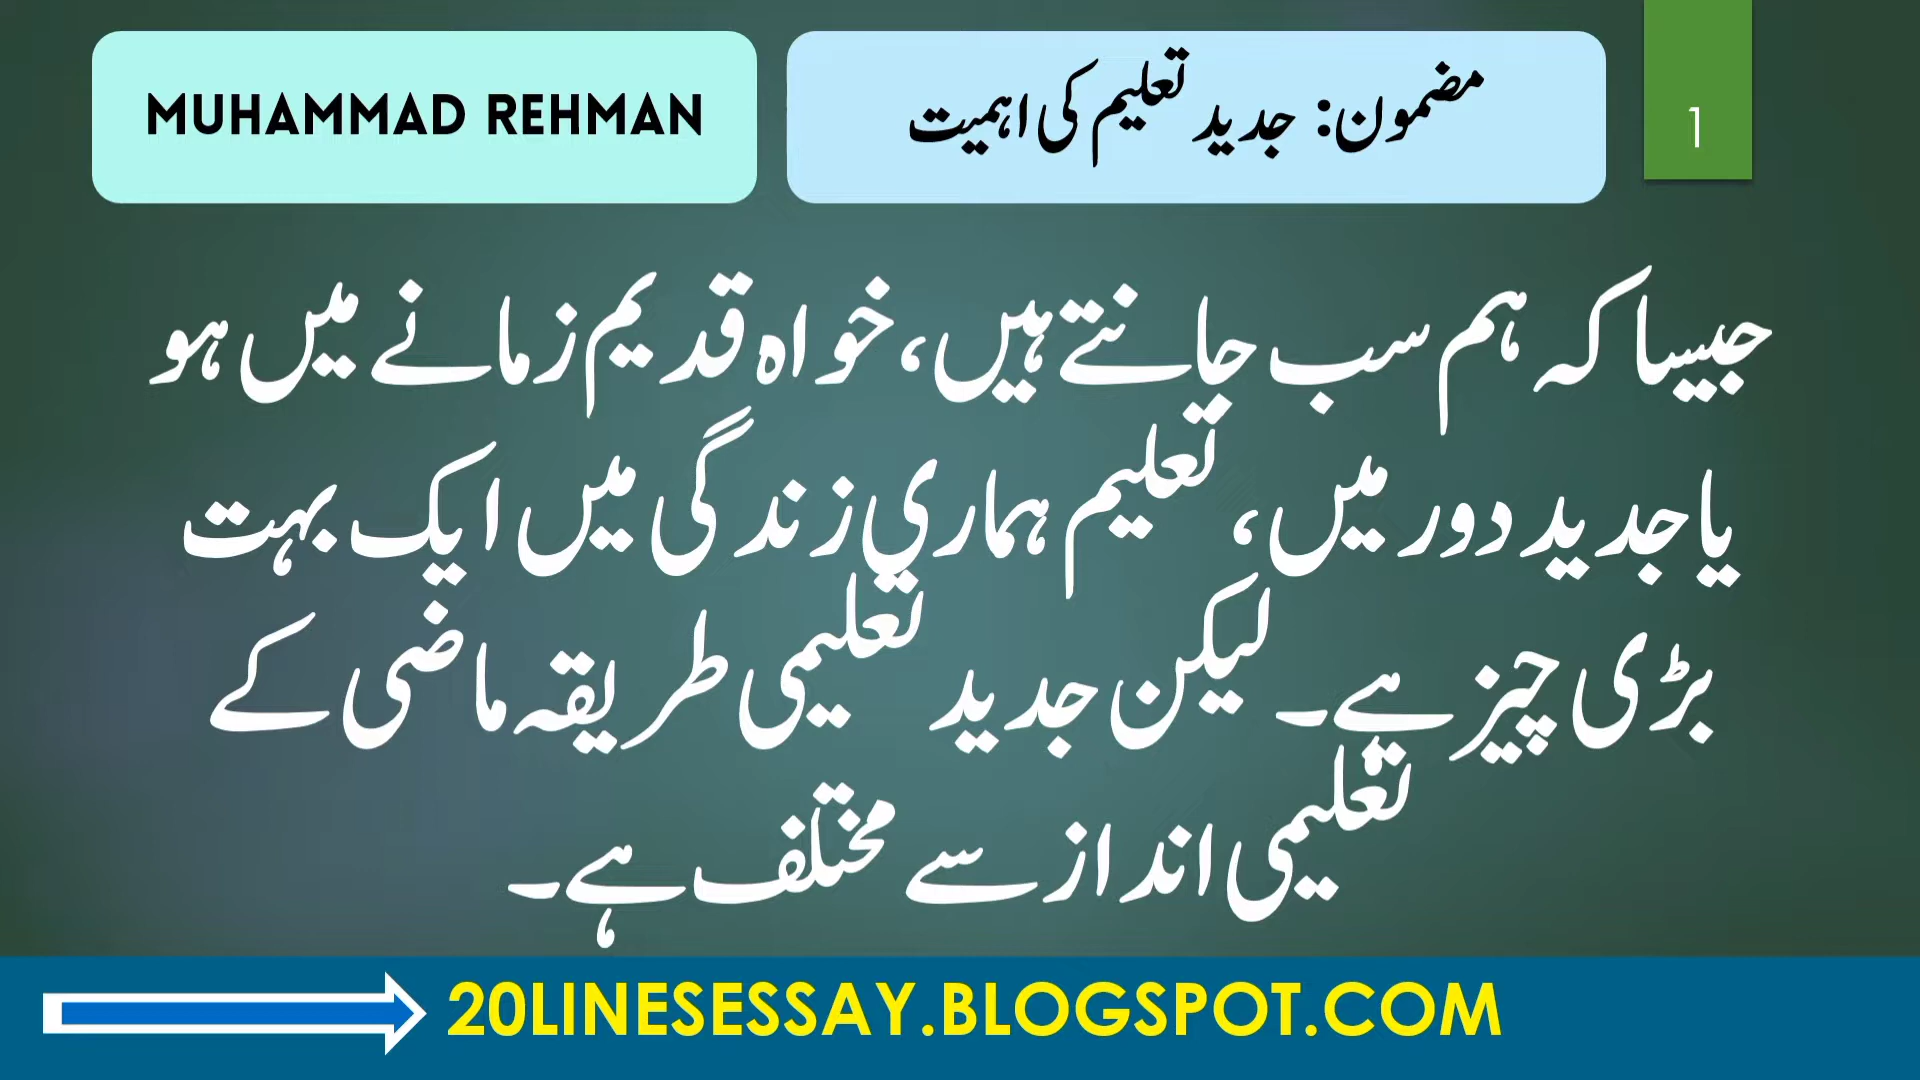 MUHAMMAD REHMAN
مضمون: جدید تعلیم کی اہمیت
1
جیسا کہ ہم سب جانتے ہیں، خواہ قدیم زمانے میں ہو
یا جدید دور میں، تعلیم ہماری زندگی میں ایک بہت
بڑی چیز ہے۔ لیکن جدید تعلیمی طریقہ ماضی کے
تعلیمی انداز سے مختلف ہے۔
20LINESESSAY.BLOGSPOT.COM